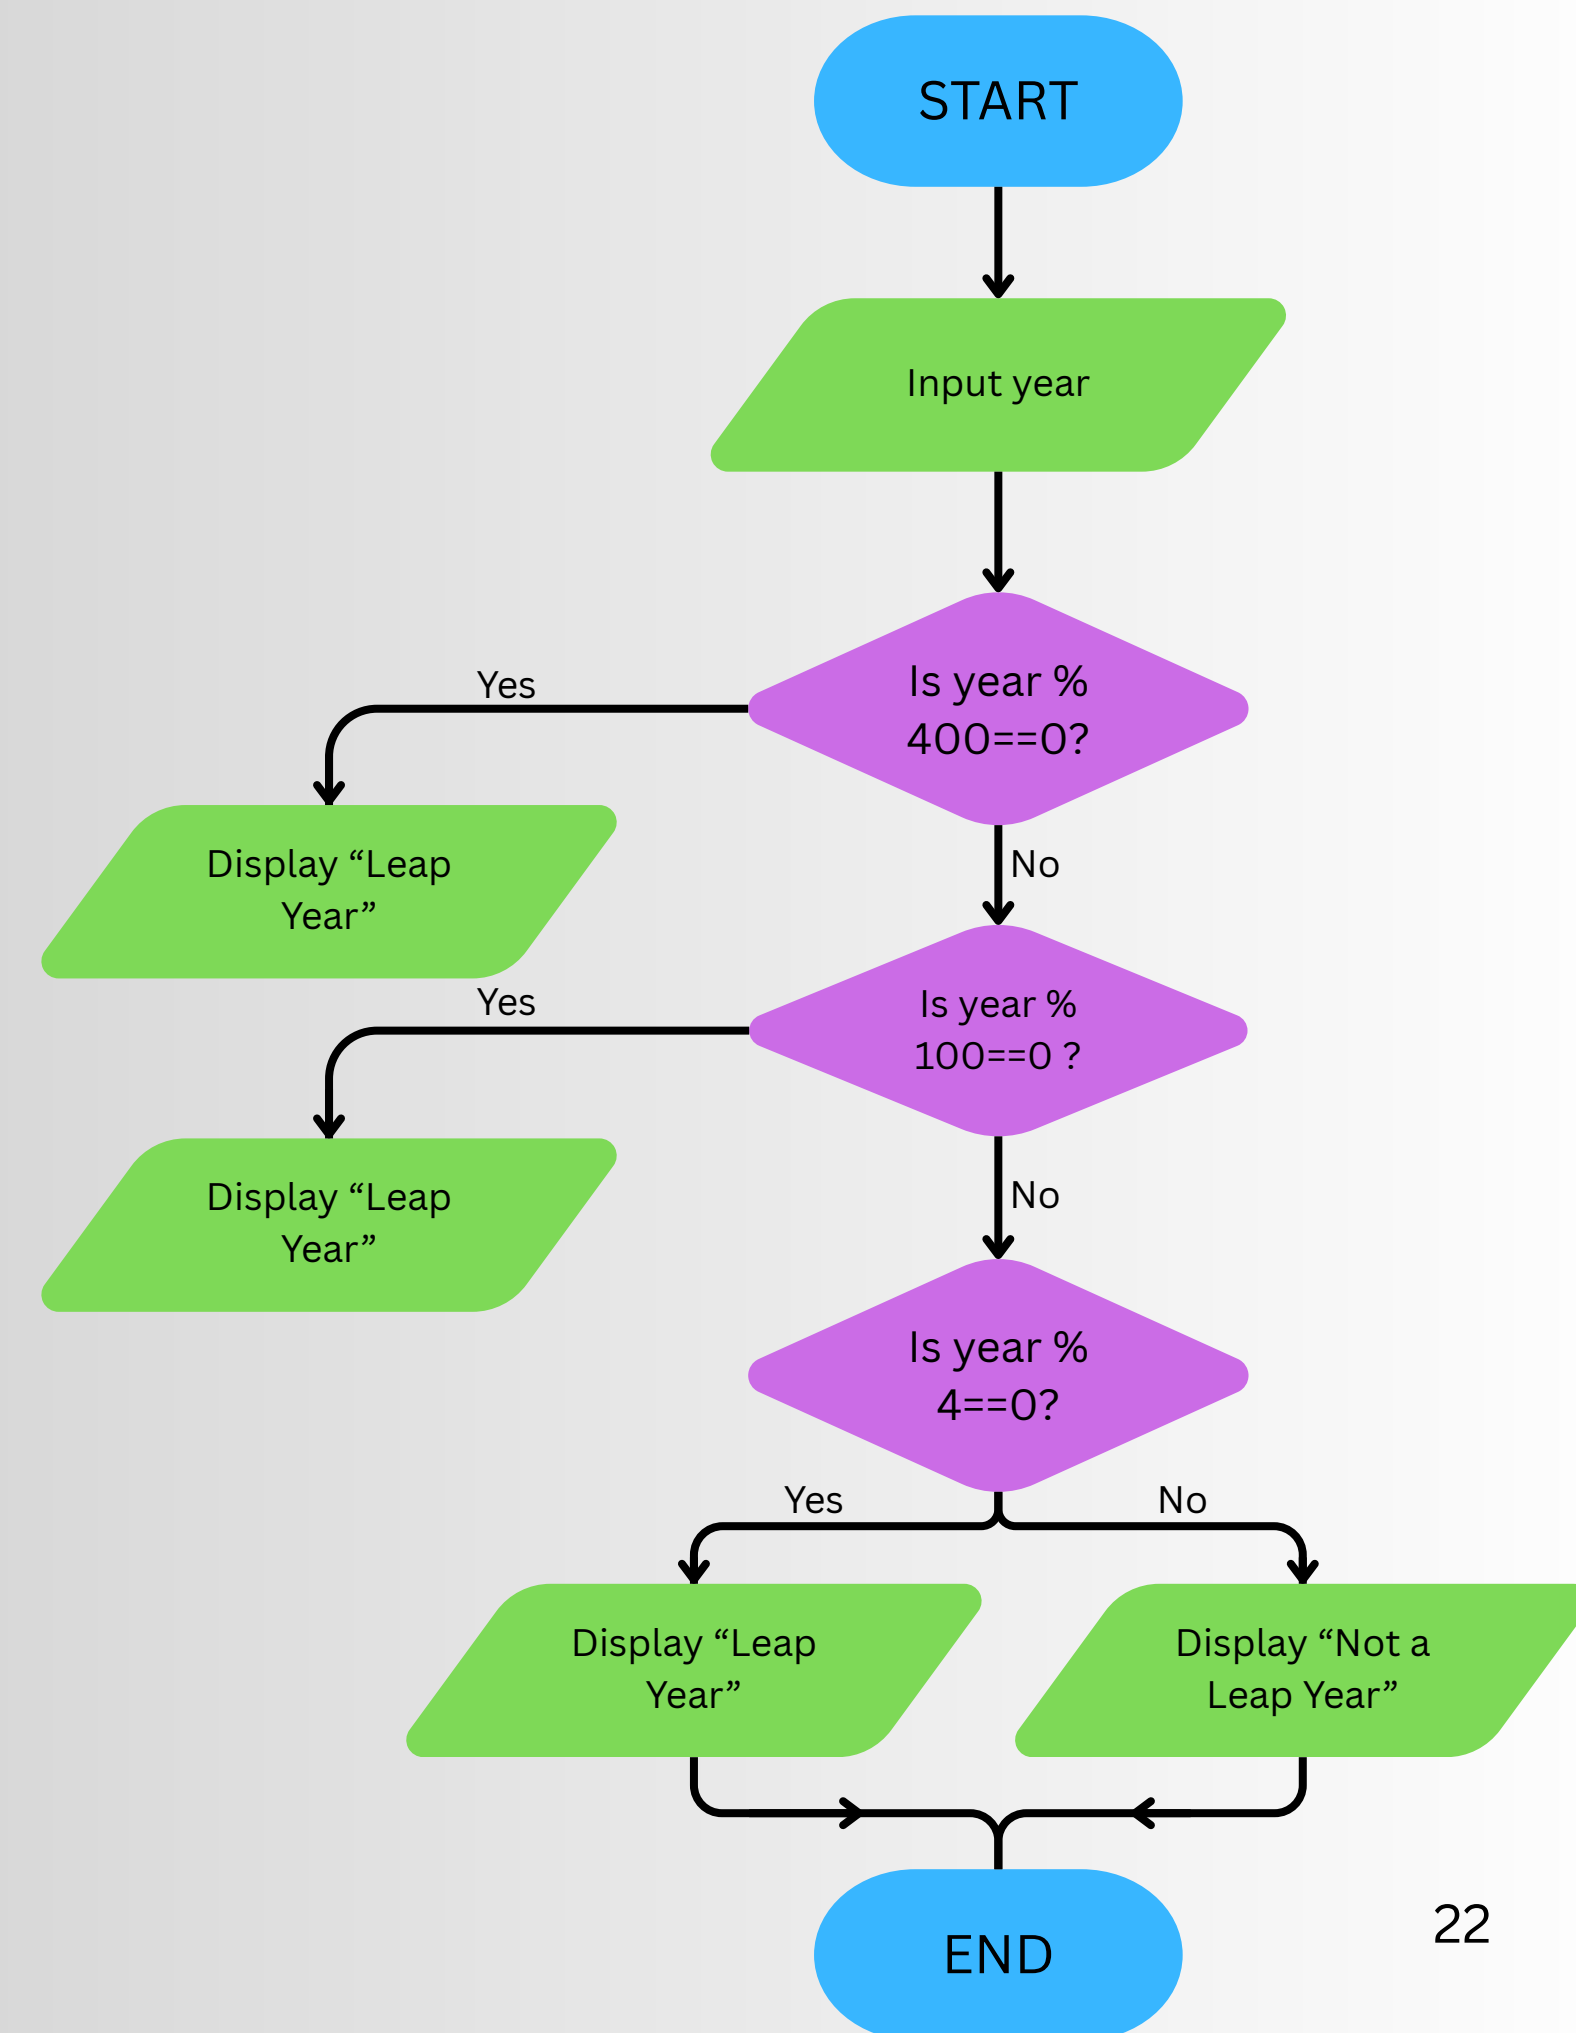 START
Input year
Is year %
400==0?
Yes
No
Display “Leap
Year”
Is year %
100==0 ?
Yes
No
Display “Leap
Year”
Is year %
4==0?
Yes
No
Display “Leap
Year”
Display “Not a
Leap Year”
END
22